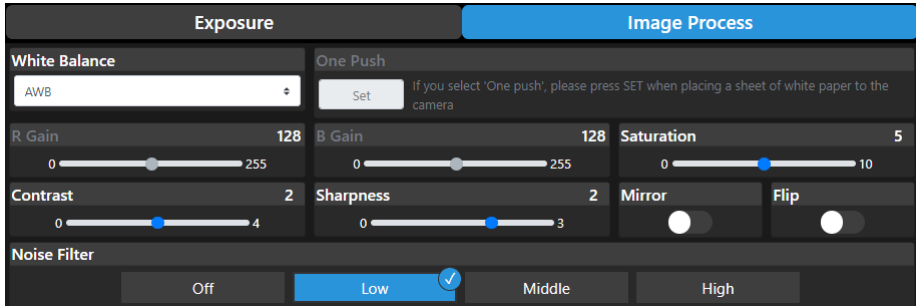 Exposure Image Process
White Balance One Push
AWB Set If you select 'One push', please press SET when placing a sheet of white paper to the
camera
R Gain 128 B Gain 128 Saturation 5
0 255 0 255 0 10
Contrast 2 Sharpness 2 Mirror Flip
0 4 0 3
Noise Filter
Off Low Middle High